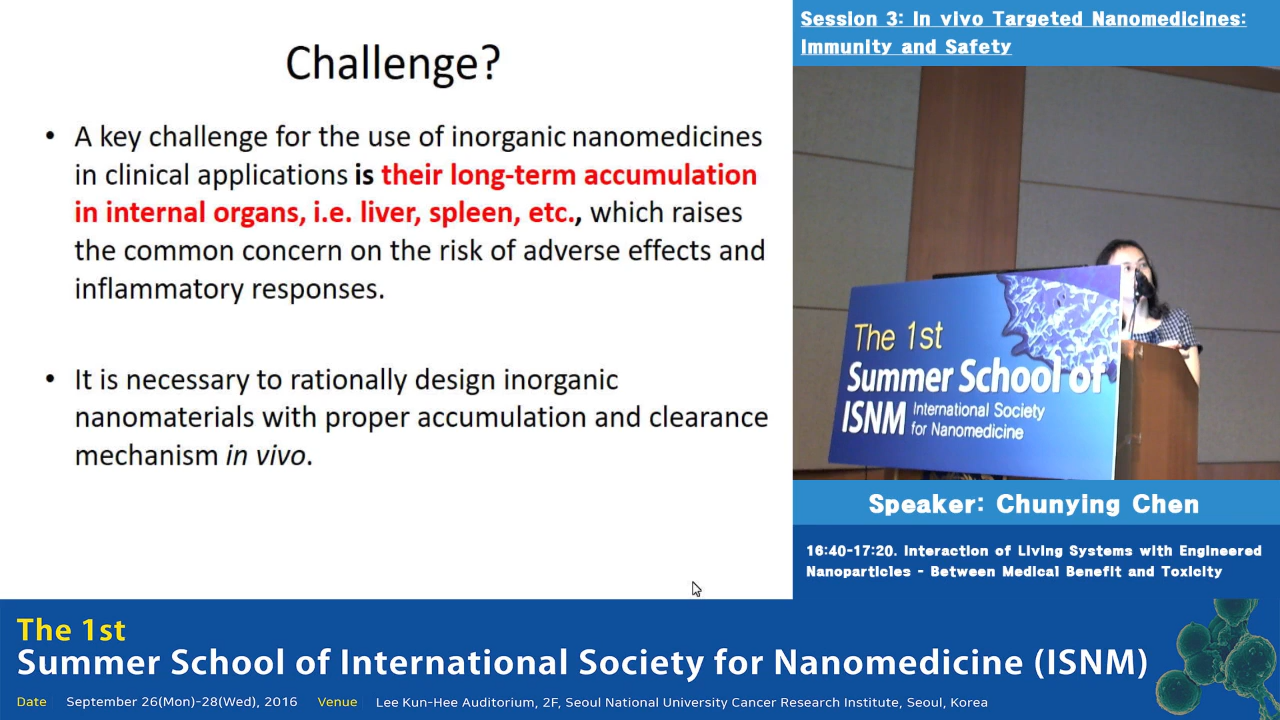 Challenge?
• A key challenge for the use of inorganic nanomedicines
in clinical applications is their long-term accumulation
in internal organs, i.e. liver, spleen, etc., which raises
the common concern on the risk of adverse effects and
inflammatory responses.
• It is necessary to rationally design inorganic
nanomaterials with proper accumulation and clearance
mechanism in vivo.
Session 3: In vivo Targeted Nanomedicines:
Immunity and Safety
The 1st
Summer School of
ISNM International Society
for Nanomedicine
Speaker: Chunying Chen
16:40-17:20. Interaction of Living Systems with Engineered
Nanoparticles - Between Medical Benefit and Toxicity
The 1st
Summer School of International Society for Nanomedicine (ISNM)
Date September 26(Mon)-28(Wed), 2016 Venue Lee Kun-Hee Auditorium, 2F, Seoul National University Cancer Research Institute, Seoul, Korea